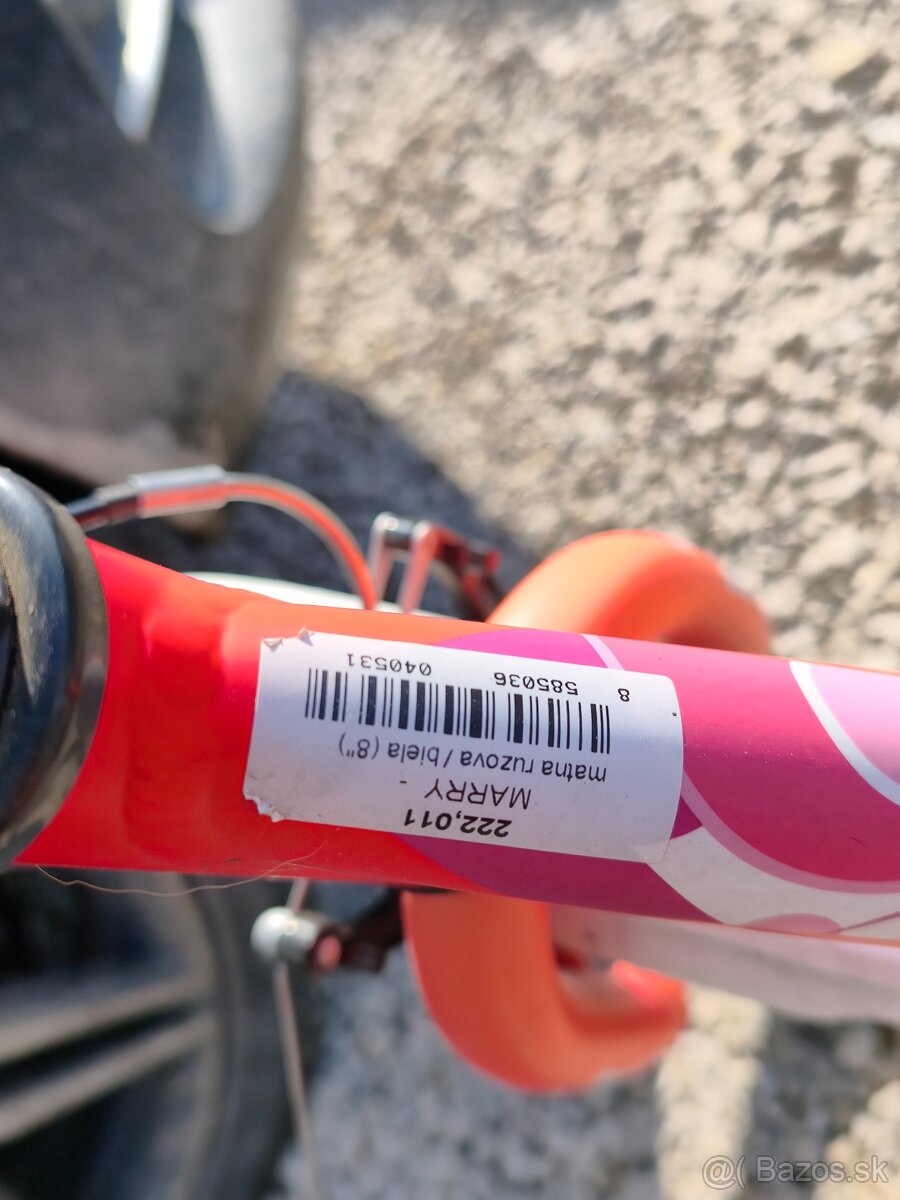 222,011
MARRY -
matna ruzova / biela (8")
8 585036 040531
@( Bazos.sk